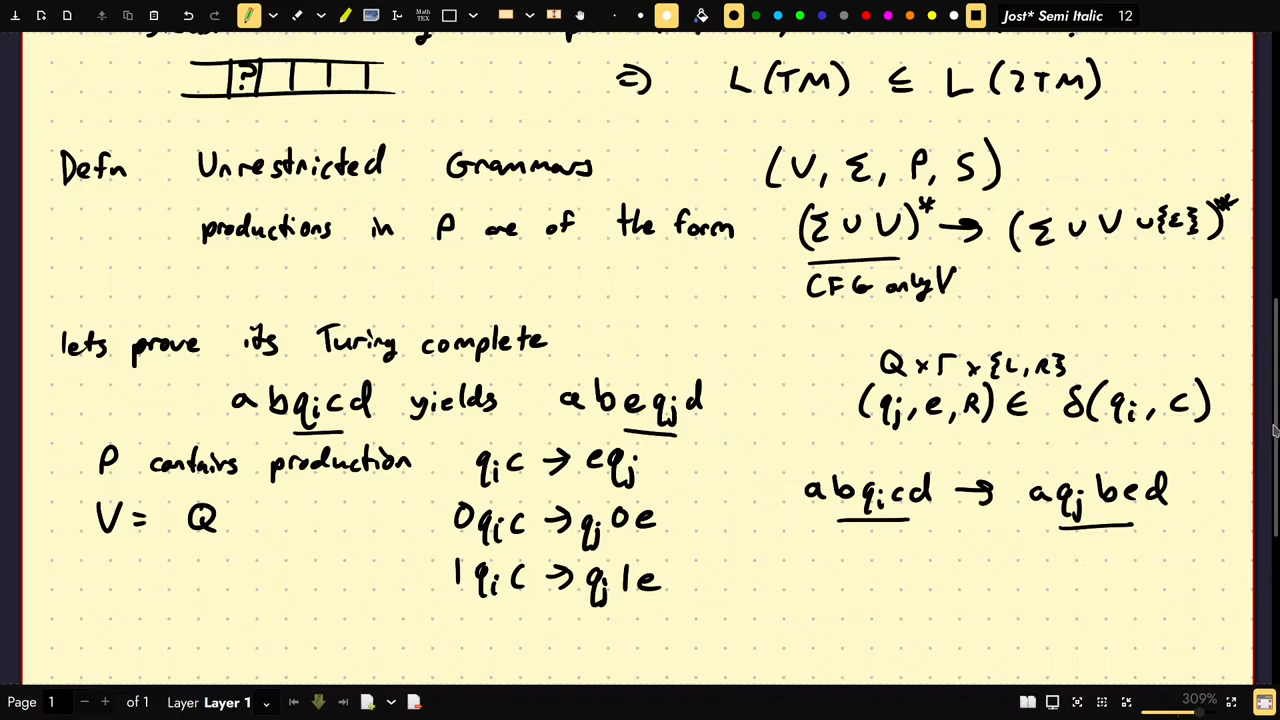 Jost* Semi Italic 12
? ⇒ L(TM) ≤ L(2TM)
Defn Unrestricted Grammars (V, Σ, P, S)
productions in P are of the form (Σ ∪ V)* → (Σ ∪ V ∪ {ε})*
CFG only V
lets prove its Turing complete
Q × Γ × {L, R}
abqᵢcd yields abeqⱼd (qⱼ, e, R) ∈ δ(qᵢ, c)
P contains production qᵢc → eqⱼ
abqᵢcd → aqⱼbed
V = Q 0qᵢc → qⱼ0e
1qᵢc → qⱼ1e
Page 1 of 1 Layer Layer 1 309%